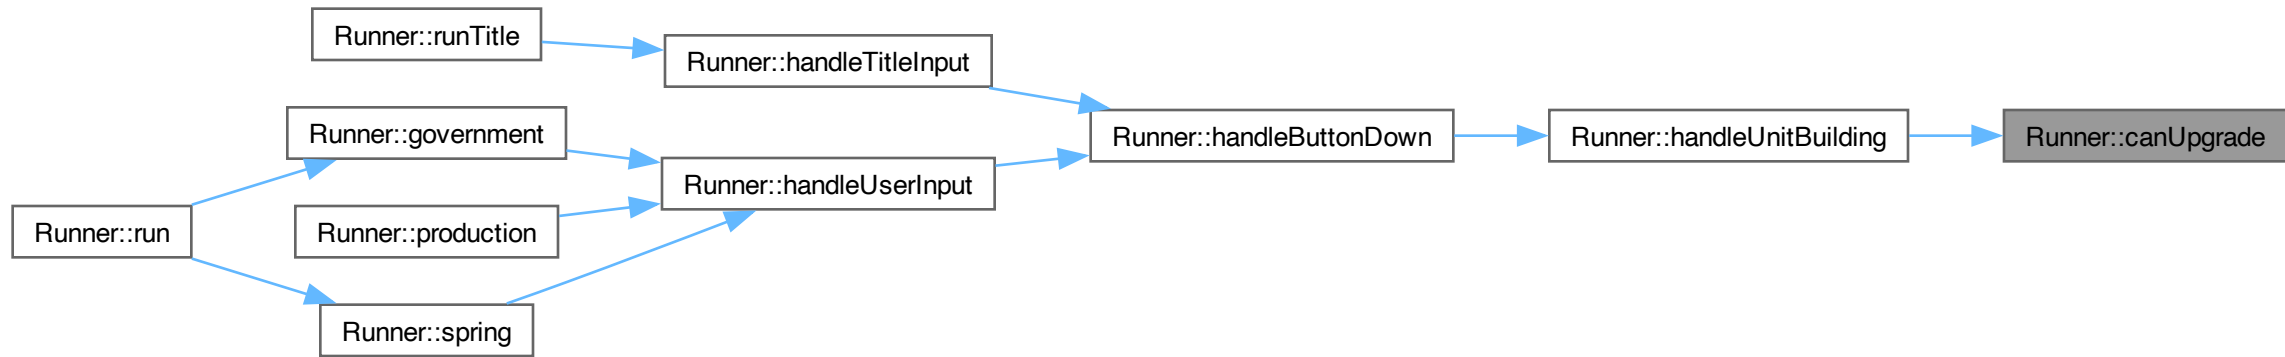 Runner::runTitle
Runner::handleTitleInput
Runner::government
Runner::handleButtonDown
Runner::handleUnitBuilding
Runner::canUpgrade
Runner::handleUserInput
Runner::run
Runner::production
Runner::spring